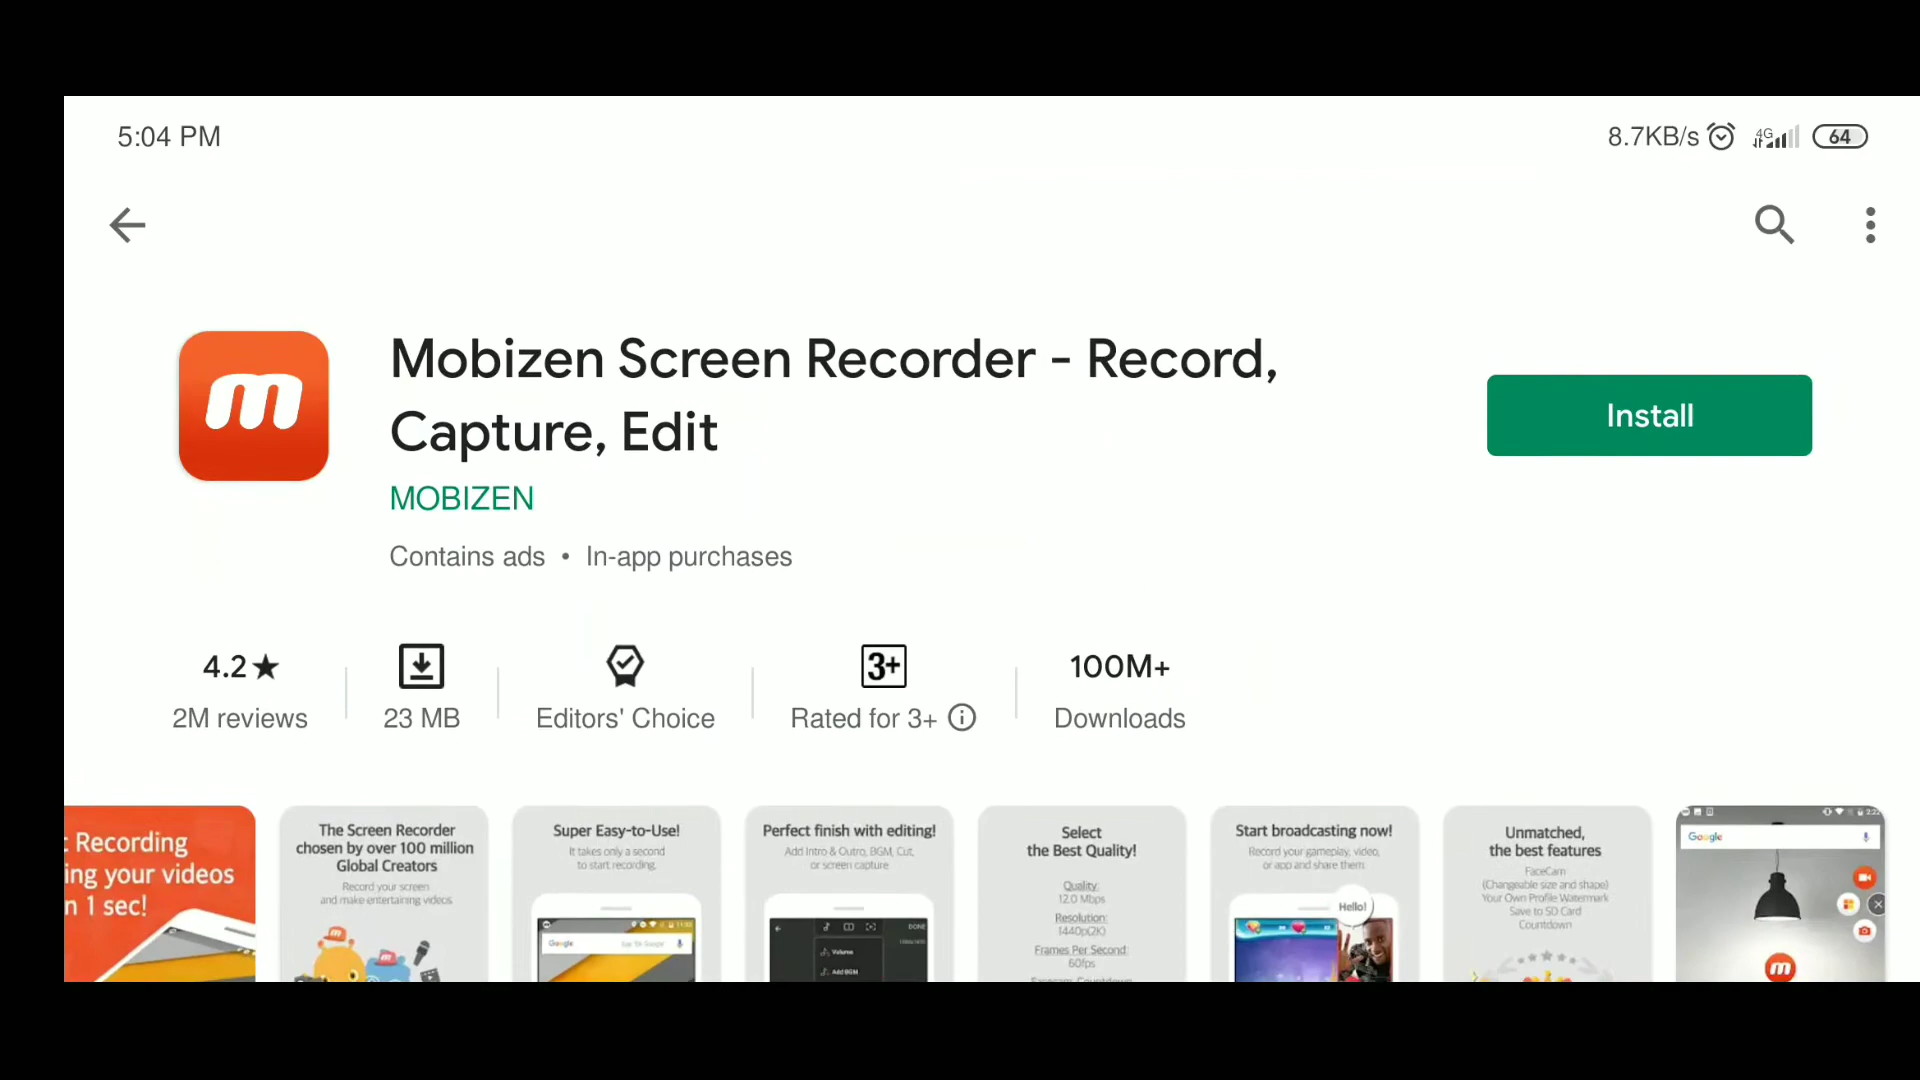 5:04 PM
8.7KB/s 4G 64
Mobizen Screen Recorder - Record,
Capture, Edit
Install
MOBIZEN
Contains ads • In-app purchases
4.2★ 3+ 100M+
2M reviews 23 MB Editors' Choice Rated for 3+ Downloads
Recording
ing your videos
n 1 sec!
The Screen Recorder
chosen by over 100 million
Global Creators
Record your screen
and make entertaining videos
Super Easy-to-Use!
It takes only a second
to start recording.
Google
Perfect finish with editing!
Add Intro & Outro, BGM, Cut,
or screen capture
DONE
Volume
Add BGM
Select
the Best Quality!
Quality:
12.0 Mbps
Resolution:
1440p(2K)
Frames Per Second:
60fps
Start broadcasting now!
Record your gameplay, video,
or app and share them.
Hello!
Unmatched,
the best features
FaceCam
(Changeable size and shape)
Your Own Profile Watermark
Save to SD Card
Countdown
Google